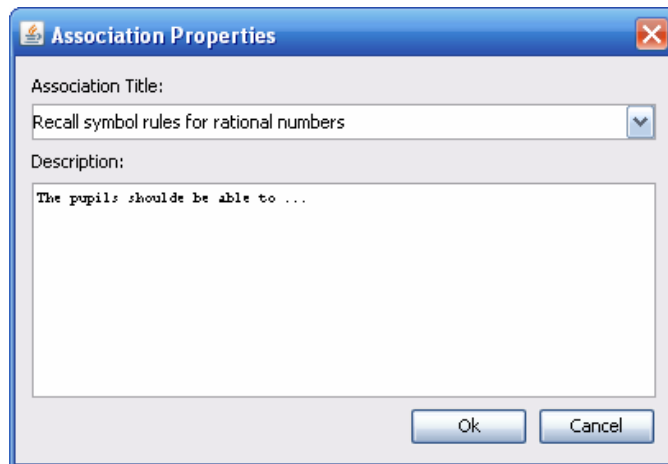 Association Properties
Association Title:
Recall symbol rules for rational numbers
Description:
The pupils shoulde be able to ...
Ok Cancel